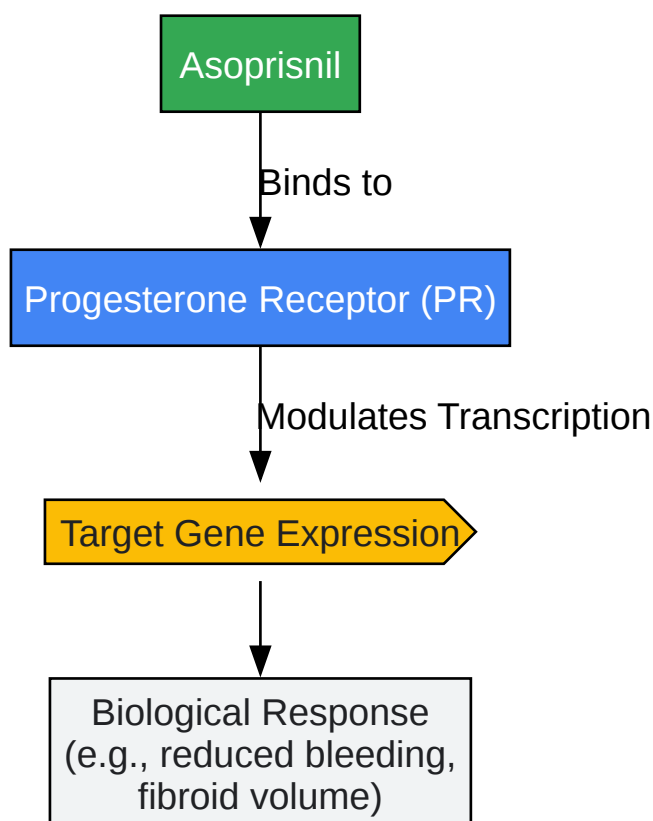 Asoprisnil
Binds to
Progesterone Receptor (PR)
Modulates Transcription
Target Gene Expression
Biological Response
(e.g., reduced bleeding,
fibroid volume)